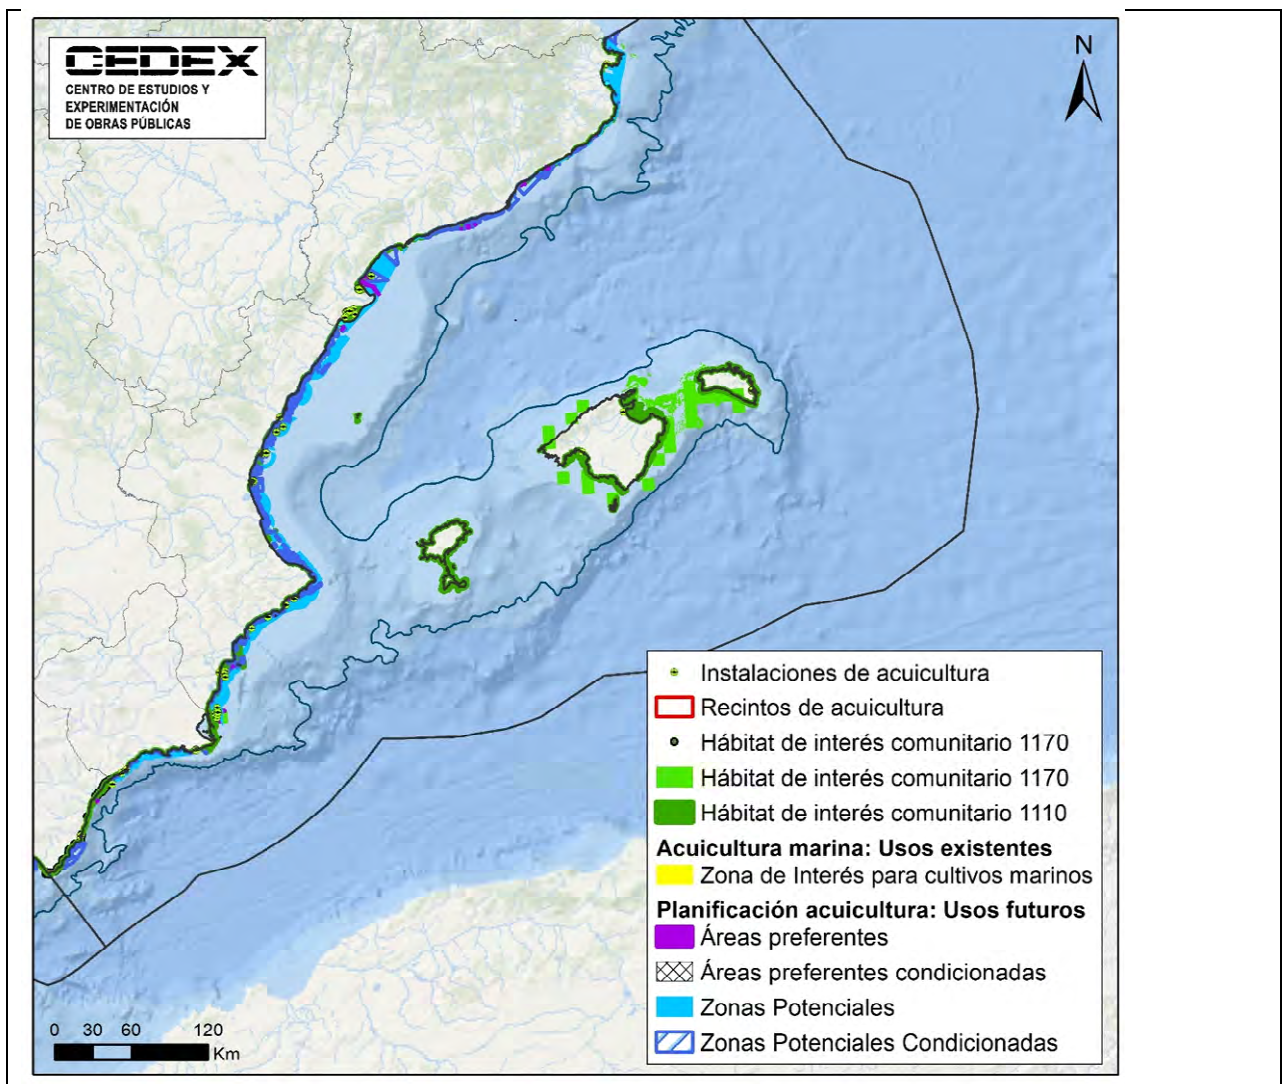 CEDEX
CENTRO DE ESTUDIOS Y
EXPERIMENTACIÓN
DE OBRAS PÚBLICAS
N
Instalaciones de acuicultura
Recintos de acuicultura
Hábitat de interés comunitario 1170
Hábitat de interés comunitario 1170
Hábitat de interés comunitario 1110
Acuicultura marina: Usos existentes
Zona de Interés para cultivos marinos
Planificación acuicultura: Usos futuros
Áreas preferentes
Áreas preferentes condicionadas
Zonas Potenciales
Zonas Potenciales Condicionadas
0 30 60 120
Km